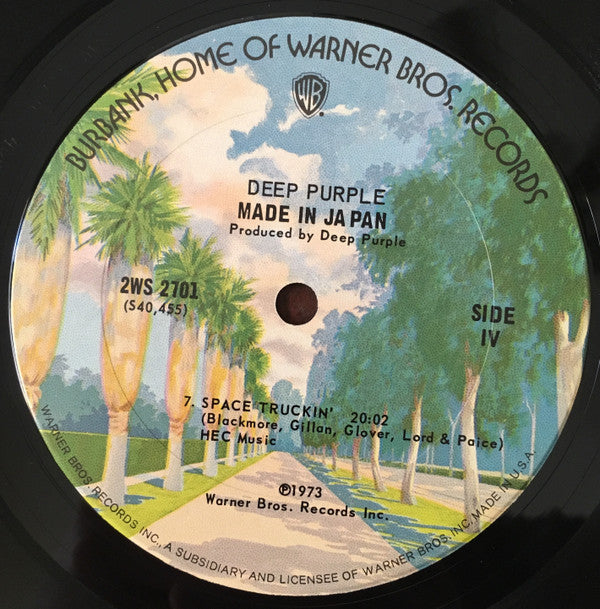 BURBANK, HOME OF WARNER BROS. RECORDS
WB
DEEP PURPLE
MADE IN JAPAN
Produced by Deep Purple
2WS 2701
(S40,455)
SIDE
IV
7. SPACE TRUCKIN' 20:02
(Blackmore, Gillan, Glover, Lord & Paice)
HEC Music
℗1973
Warner Bros. Records Inc.
WARNER BROS. RECORDS INC., A SUBSIDIARY AND LICENSEE OF WARNER BROS. INC. MADE IN U.S.A.